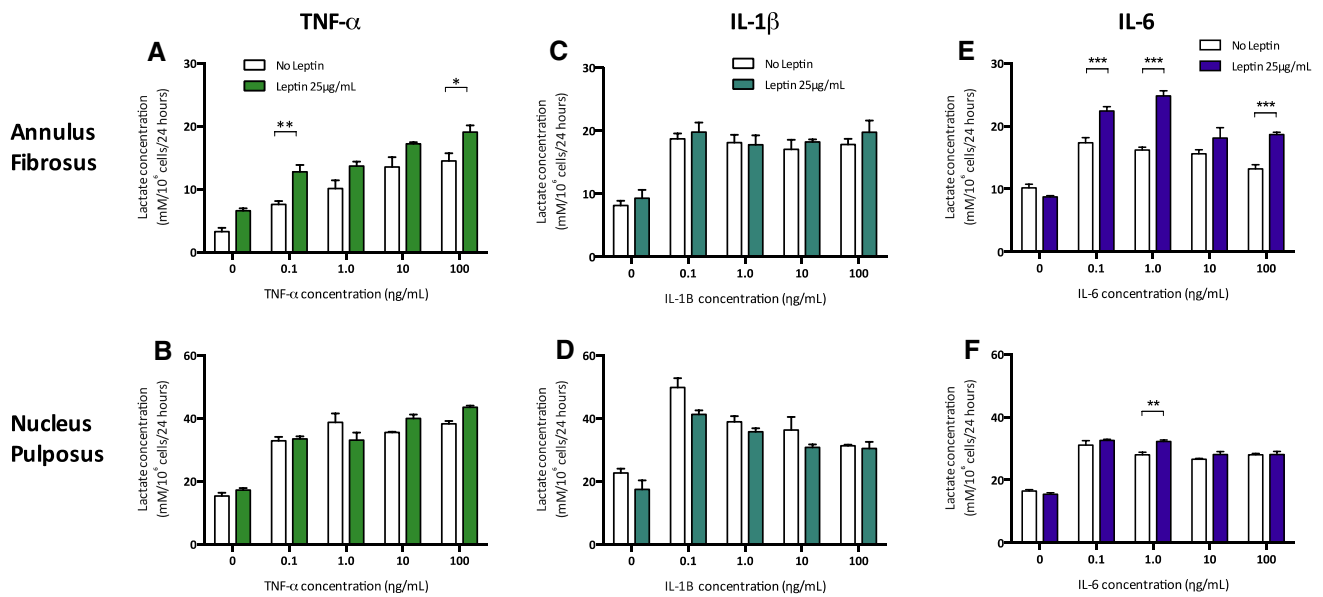 TNF-α
IL-1β
IL-6
Annulus
Fibrosus
Nucleus
Pulposus
A
No Leptin
Leptin 25µg/mL
Lactate concentration
(mM/10⁶ cells/24 hours)
30
20
10
0
**
*
0 0.1 1.0 10 100
TNF-α concentration (ηg/mL)
C
No Leptin
Leptin 25µg/mL
Lactate concentration
(mM/10⁶ cells/24 hours)
30
20
10
0
0 0.1 1.0 10 100
IL-1B concentration (ηg/mL)
E
No Leptin
Leptin 25µg/mL
Lactate concentration
(mM/10⁶ cells/24 hours)
30
20
10
0
***
***
***
0 0.1 1.0 10 100
IL-6 concentration (ηg/mL)
B
Lactate concentration
(mM/10⁶ cells/24 hours)
60
40
20
0
0 0.1 1.0 10 100
TNF-α concentration (ηg/mL)
D
Lactate concentration
(mM/10⁶ cells/24 hours)
60
40
20
0
0 0.1 1.0 10 100
IL-1B concentration (ηg/mL)
F
Lactate concentration
(mM/10⁶ cells/24 hours)
60
40
20
0
**
0 0.1 1.0 10 100
IL-6 concentration (ηg/mL)